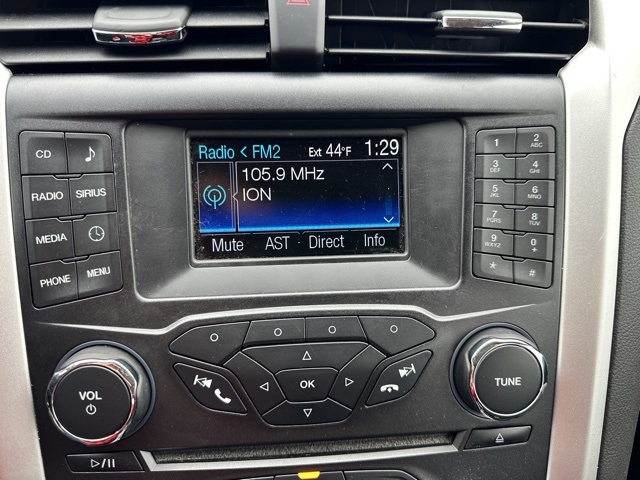 Radio < FM2 Ext 44°F 1:29
105.9 MHz
ION
Mute AST Direct Info
CD
RADIO SIRIUS
MEDIA
PHONE MENU
1 2 ABC
3 DEF 4 GHI
5 JKL 6 MNO
7 PQRS 8 TUV
9 WXYZ 0 +
* #
VOL
OK
TUNE